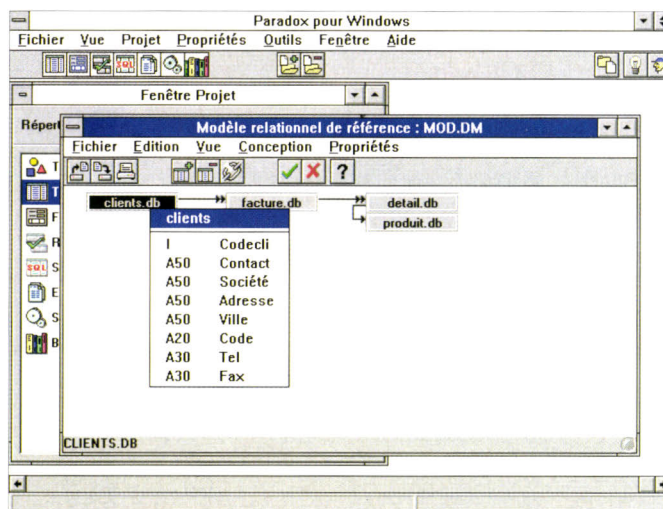 Paradox pour Windows
Fichier Vue Projet Propriétés Outils Fenêtre Aide
Fenêtre Projet
Répert
Modèle relationnel de référence : MOD.DM
Fichier Edition Vue Conception Propriétés
?
T
T
F
R
SQL S
E
S
B
clients.db facture.db detail.db
produit.db
clients
I Codecli
A50 Contact
A50 Société
A50 Adresse
A50 Ville
A20 Code
A30 Tel
A30 Fax
CLIENTS.DB